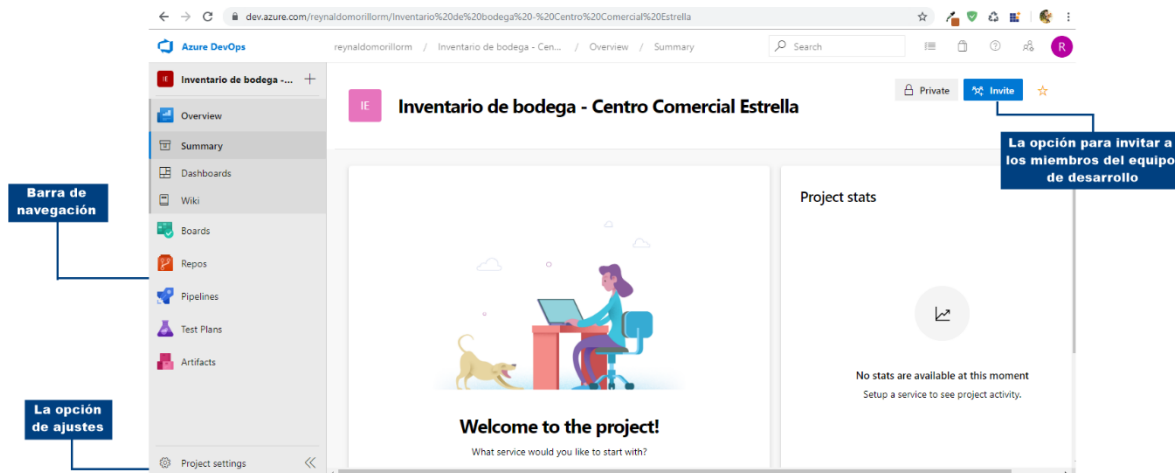 dev.azure.com/reynaldomorillorm/Inventario%20de%20bodega%20-%20Centro%20Comercial%20Estrella
Azure DevOps
reynaldomorillorm / Inventario de bodega - Cen... / Overview / Summary
Search
R
IE
Inventario de bodega -...
Overview
Summary
Dashboards
Wiki
Boards
Repos
Pipelines
Test Plans
Artifacts
Project settings
IE
Inventario de bodega - Centro Comercial Estrella
Private
Invite
La opción para invitar a
los miembros del equipo
de desarrollo
Barra de
navegación
La opción
de ajustes
Welcome to the project!
What service would you like to start with?
Project stats
No stats are available at this moment
Setup a service to see project activity.